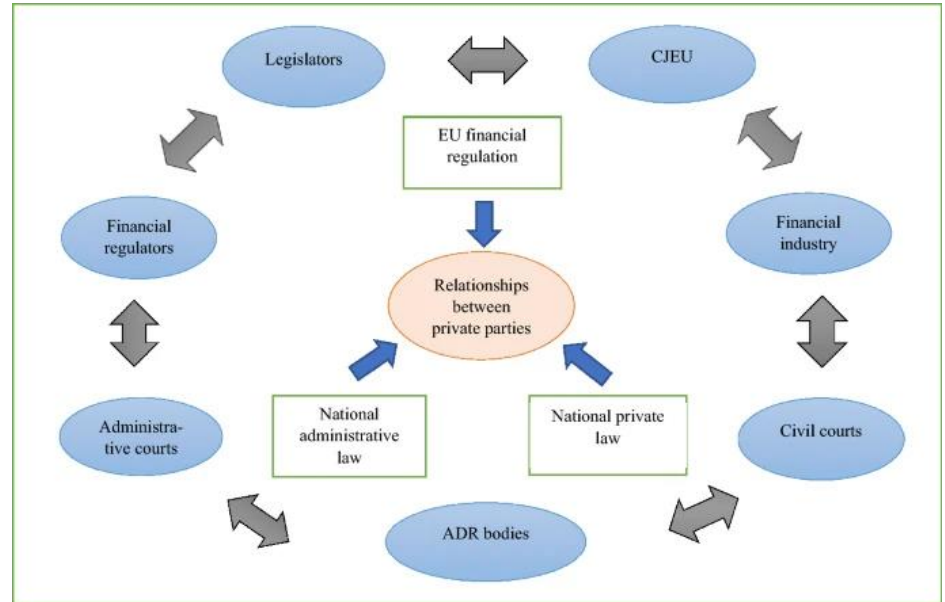 Legislators
CJEU
EU financial
regulation
Financial
regulators
Financial
industry
Relationships
between
private parties
National
administrative
law
National private
law
Administra-
tive courts
Civil courts
ADR bodies